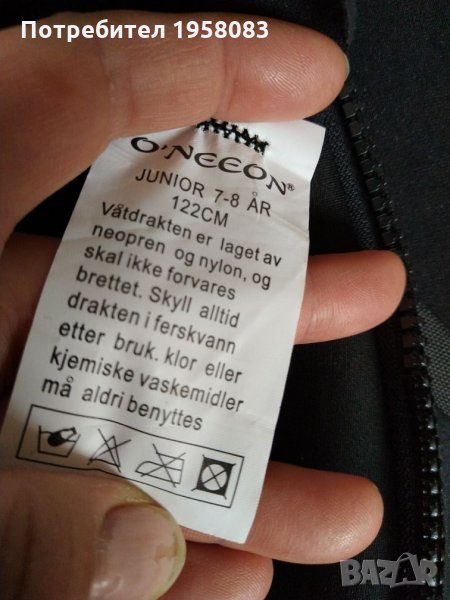 Потребител 1958083
O'NEEON®
JUNIOR 7-8 ÅR
122CM
Våtdrakten er laget av
neopren og nylon, og
skal ikke forvares
brettet. Skyll alltid
drakten i ferskvann
etter bruk. klor eller
kjemiske vaskemidler
må aldri benyttes
BAZAR